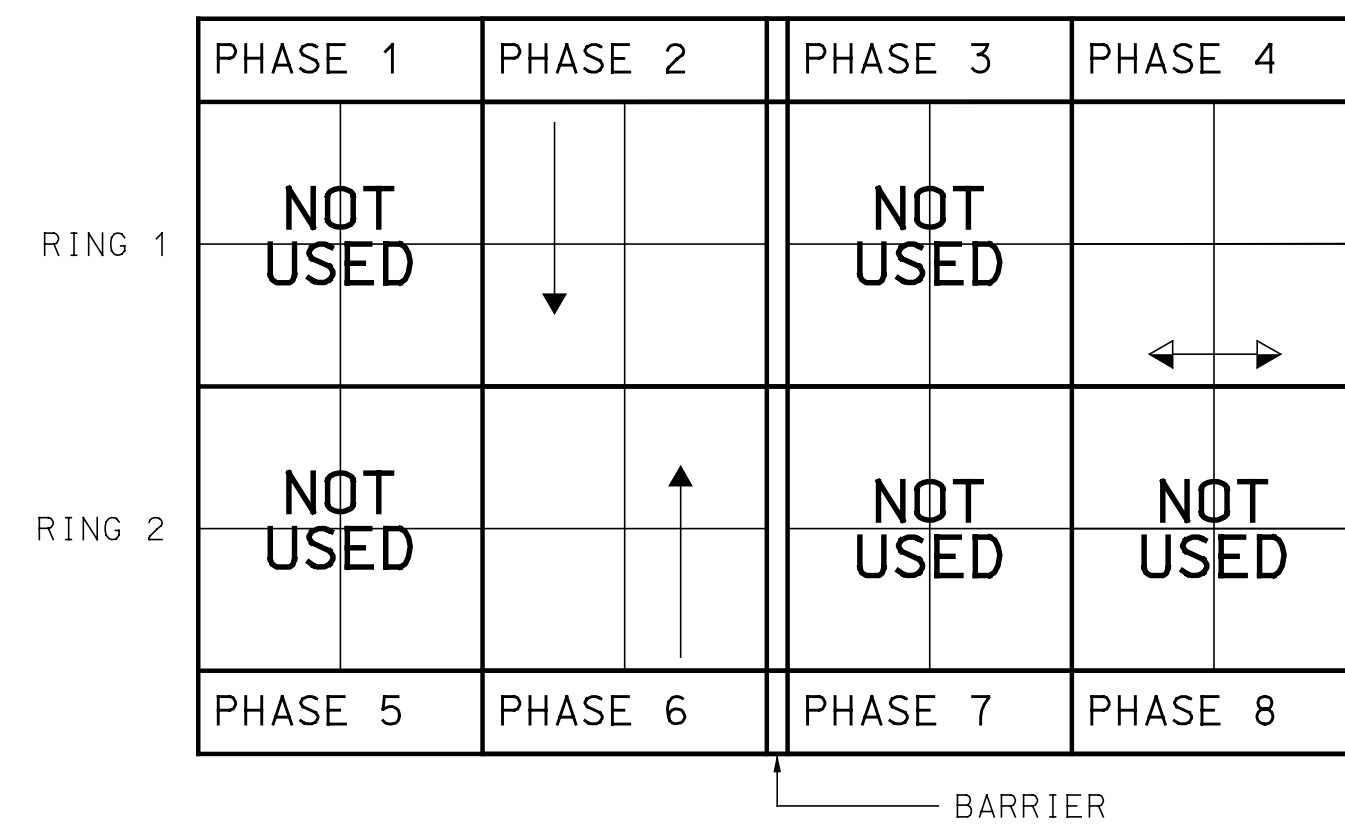 PHASE 1 PHASE 2 PHASE 3 PHASE 4
RING 1
NOT
USED
NOT
USED
RING 2
NOT
USED
NOT
USED
NOT
USED
PHASE 5 PHASE 6 PHASE 7 PHASE 8
BARRIER